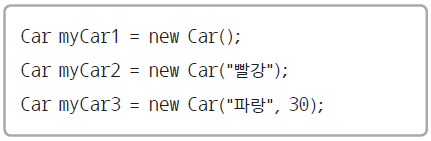 Car myCar1 = new Car();
Car myCar2 = new Car("빨강");
Car myCar3 = new Car("파랑", 30);